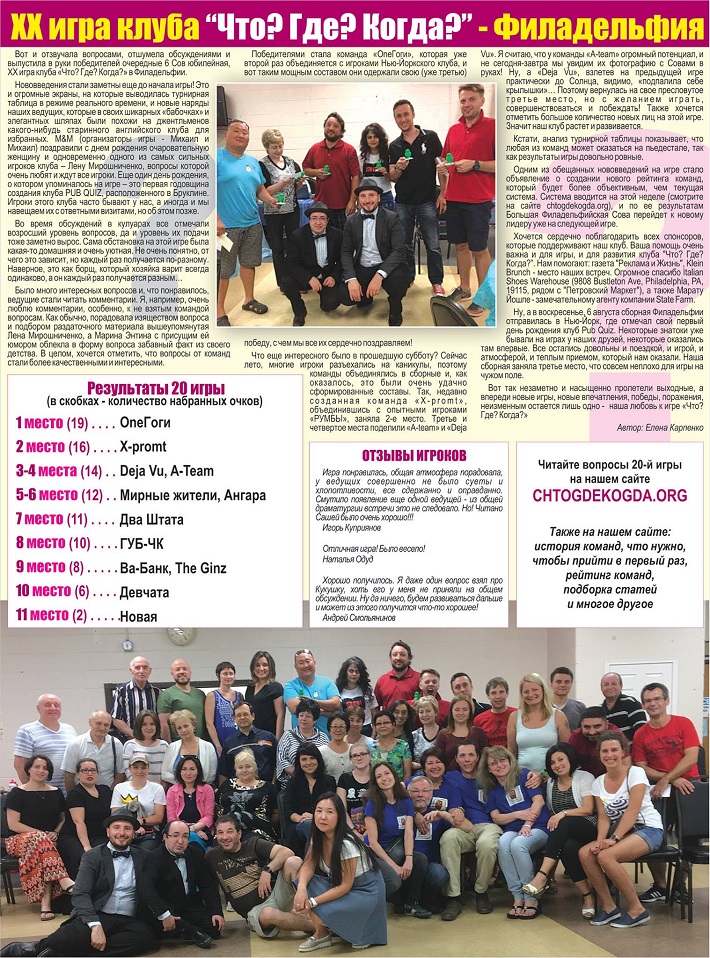 XX игра клуба “Что? Где? Когда?” - Филадельфия
Вот и отзвучала вопросами, отшумела обсуждениями и
выпустила в руки победителей очередные 6 Сов юбилейная,
XX игра клуба «Что? Где? Когда?» в Филадельфии.
Нововведения стали заметны еще до начала игры! Это
и огромные экраны, на которые выводилась турнирная
таблица в режиме реального времени, и новые наряды
наших ведущих, которые в своих шикарных «бабочках» и
элегантных шляпах были похожи на джентльменов
какого-нибудь старинного английского клуба для
избранных. M&M (организаторы игры - Михаил и
Михаил) поздравили с днем рождения очаровательную
женщину и одновременно одного из самых сильных
игроков клуба – Лену Мирошниченко, вопросы которой
очень любят и ждут все игроки. Еще один день рождения,
о котором упоминалось на игре – это первая годовщина
создания клуба PUB QUIZ, расположенного в Бруклине.
Игроки этого клуба часто бывают у нас, а иногда и мы
навещаем их с ответными визитами, но об этом позже.
Во время обсуждений в кулуарах все отмечали
возросший уровень вопросов, да и уровень их подачи
тоже заметно вырос. Сама обстановка на этой игре была
какая-то домашняя и очень уютная. Не очень понятно, от
чего это зависит, но каждый раз получается по-разному.
Наверное, это как борщ, который хозяйка варит всегда
одинаково, а он каждый раз получается разным…
Было много интересных вопросов и, что понравилось,
ведущие стали читать комментарии. Я, например, очень
люблю комментарии, особенно, к не взятым командой
вопросам. Как обычно, порадовала изяществом вопроса и
подбором раздаточного материала вышеупомянутая
Лена Мирошниченко, а Марина Энтина с присущим ей
юмором облекла в форму вопроса забавный факт из своего
детства. В целом, хочется отметить, что вопросы от команд
стали более качественными и интересными.
Победителями стала команда «OneГоги», которая уже
второй раз объединяется с игроками Нью-Йоркского клуба, и
вот таким мощным составом они одержали свою (уже третью)
победу, с чем мы все их сердечно поздравляем!
Что еще интересного было в прошедшую субботу? Сейчас
лето, многие игроки разъехались на каникулы, поэтому
команды объединялись в сборные и, как
оказалось, это были очень удачно
сформированные составы. Так, недавно
созданная команда «X-promt»,
объединившись с опытными игроками
«РУМБЫ», заняла 2-е место. Третье и
четвертое места поделили «A-team» и «Deja
Vu». Я считаю, что у команды «A-team» огромный потенциал, и
не сегодня-завтра мы увидим их фотографию с Совами в
руках! Ну, а «Deja Vu», взлетев на предыдущей игре
практически до Солнца, видимо, «подпалила себе
крылышки»… Поэтому вернулась на свое пресловутое
третье место, но с желанием играть,
совершенствоваться и побеждать! Также хочется
отметить большое количество новых лиц на этой игре.
Значит наш клуб растет и развивается.
Кстати, анализ турнирной таблицы показывает, что
любая из команд может оказаться на пьедестале, так
как результаты игры довольно ровные.
Одним из обещанных нововведений на игре стало
объявление о создании нового рейтинга команд,
который будет более объективным, чем текущая
система. Система вводится на этой неделе (смотрите
на сайте chtogdekogda.org), и по ее результатам
Большая Филадельфийская Сова перейдет к новому
лидеру уже на следующей игре.
Хочется сердечно поблагодарить всех спонсоров,
которые поддерживают наш клуб. Ваша помощь очень
важна и для игры, и для развития клуба "Что? Где?
Когда?". Нам помогают: газета "Реклама и Жизнь", Klein
Brunch - место наших встреч. Огромное спасибо Italian
Shoes Warehouse (9808 Bustleton Ave, Philadelphia, PA,
19115, рядом с "Петровский Маркет"), а также Марату
Йошпе - замечательному агенту компании State Farm.
Ну, а в воскресенье, 6 августа сборная Филадельфии
отправилась в Нью-Йорк, где праздновал свой первый
день рождения клуб Pub Quiz. Некоторые знатоки уже
бывали на играх у наших друзей, некоторые оказались
там впервые. Все остались довольны и поездкой, и игрой, и
атмосферой, и теплым приемом, который нам оказали. Наша
сборная заняла третье место, что совсем неплохо для игры на
чужом поле.
Вот так незаметно и насыщенно пролетели выходные, а
впереди новые игры, новые впечатления, победы, поражения,
неизменным остается лишь одно - наша любовь к игре «Что?
Где? Когда?»
Автор: Елена Карпенко
Результаты 20 игры
(в скобках - количество набранных очков)
1 место (19) . . . . OneГоги
2 место (16) . . . . X-promt
3-4 места (14) . . Deja Vu, A-Team
5-6 место (12) . . Мирные жители, Ангара
7 место (11) . . . . Два Штата
8 место (10) . . . . ГУБ-ЧК
9 место (8) . . . . . Ва-Банк, The Ginz
10 место (6) . . . . Девчата
11 место (2) . . . . Новая
ОТЗЫВЫ ИГРОКОВ
Игра понравилась, общая атмосфера порадовала,
у ведущих совершенно не было суеты и
хлопотливости, все сдержанно и оправданно.
Смутило появление еще одной ведущей - из общей
драматургии встречи это не следовало. Но! Читано
Сашей было очень хорошо!!!
Игорь Куприянов
Отличная игра! Было весело!
Наталья Одуд
Хорошо получилось. Я даже один вопрос взял про
Кукушку, хоть его у меня не приняли на общем
обсуждении. Ну да ничего, будем развиваться дальше
и может из этого получится что-то хорошее!
Андрей Смольянинов
Читайте вопросы 20-й игры
на нашем сайте
CHTOGDEKOGDA.ORG
Также на нашем сайте:
история команд, что нужно,
чтобы прийти в первый раз,
рейтинг команд,
подборка статей
и многое другое